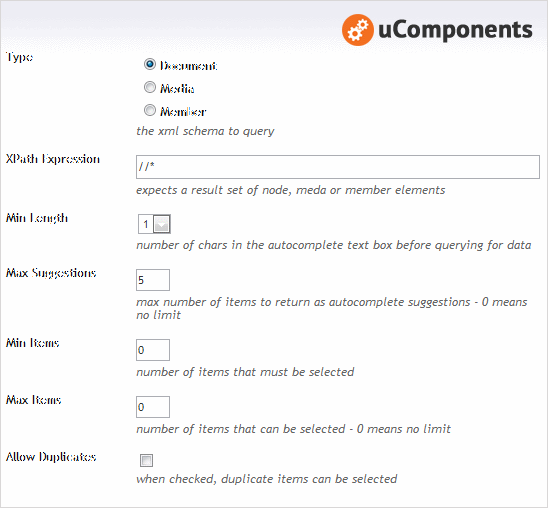 uComponents
Type
Document
Media
Member
the xml schema to query
XPath Expression
//*
expects a result set of node, meda or member elements
Min Length
1
number of chars in the autocomplete text box before querying for data
Max Suggestions
5
max number of items to return as autocomplete suggestions - 0 means
no limit
Min Items
0
number of items that must be selected
Max Items
0
number of items that can be selected - 0 means no limit
Allow Duplicates
when checked, duplicate items can be selected